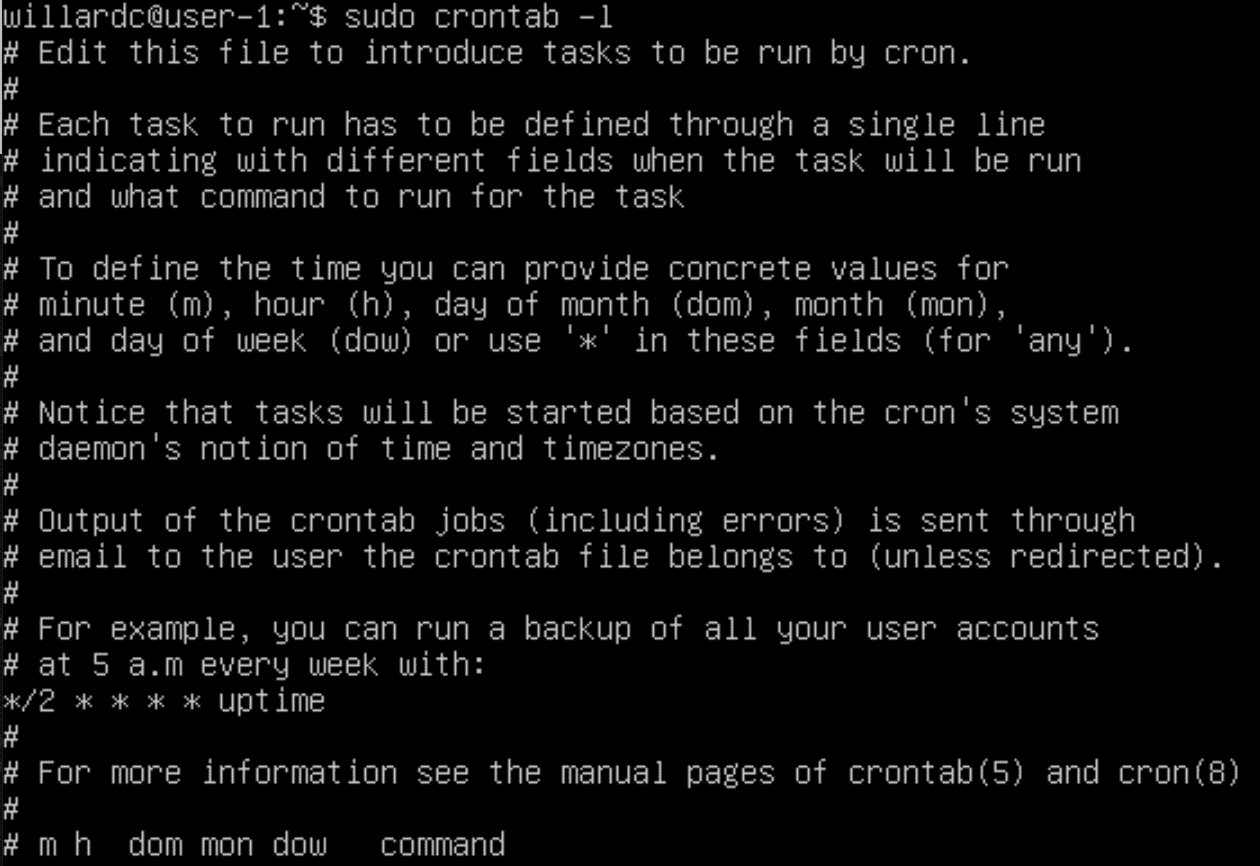 willardc@user-1:~$ sudo crontab -l
# Edit this file to introduce tasks to be run by cron.
#
# Each task to run has to be defined through a single line
# indicating with different fields when the task will be run
# and what command to run for the task
#
# To define the time you can provide concrete values for
# minute (m), hour (h), day of month (dom), month (mon),
# and day of week (dow) or use '*' in these fields (for 'any').
#
# Notice that tasks will be started based on the cron's system
# daemon's notion of time and timezones.
#
# Output of the crontab jobs (including errors) is sent through
# email to the user the crontab file belongs to (unless redirected).
#
# For example, you can run a backup of all your user accounts
# at 5 a.m every week with:
*/2 * * * * uptime
#
# For more information see the manual pages of crontab(5) and cron(8)
#
# m h  dom mon dow   command